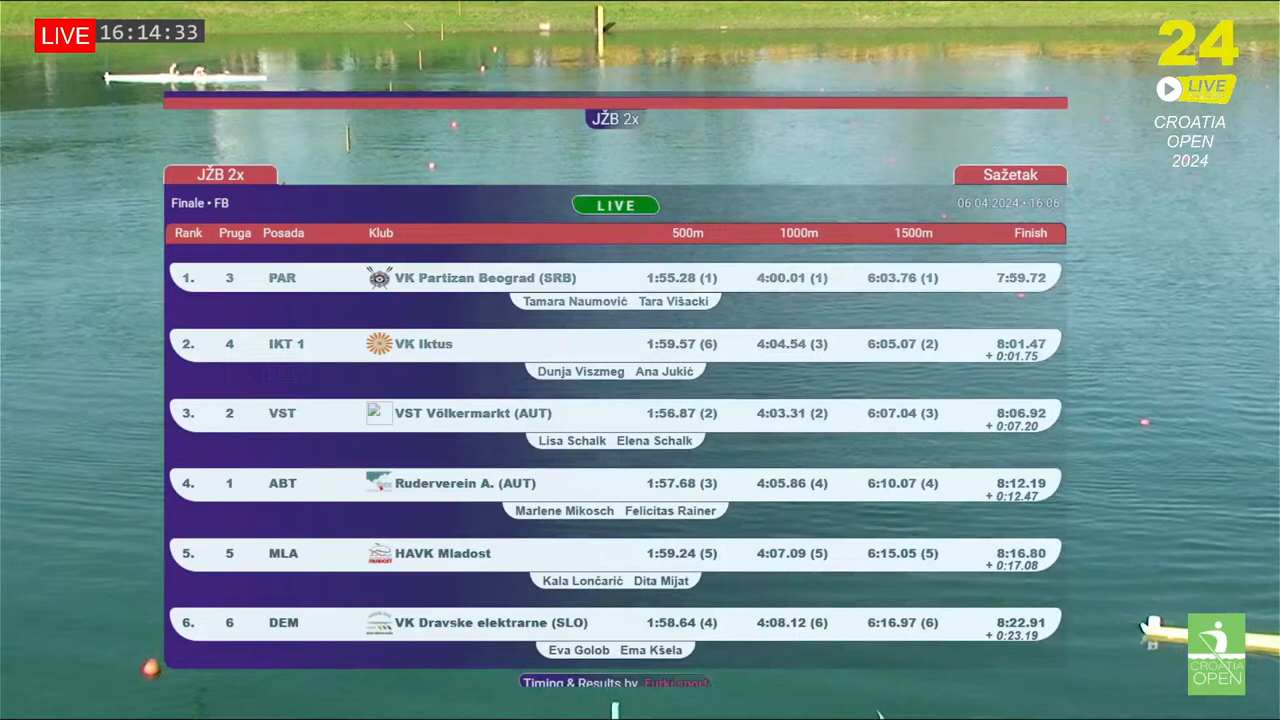 LIVE 16:14:33
24
LIVE
CROATIA
OPEN
2024
JŽB 2x
JŽB 2x Sažetak
Finale • FB LIVE 06.04.2024 • 16:06
Rank Pruga Posada Klub 500m 1000m 1500m Finish
1. 3 PAR VK Partizan Beograd (SRB) 1:55.28 (1) 4:00.01 (1) 6:03.76 (1) 7:59.72
Tamara Naumović Tara Višacki
2. 4 IKT 1 VK Iktus 1:59.57 (6) 4:04.54 (3) 6:05.07 (2) 8:01.47
+ 0:01.75
Dunja Viszmeg Ana Jukić
3. 2 VST VST Völkermarkt (AUT) 1:56.87 (2) 4:03.31 (2) 6:07.04 (3) 8:06.92
+ 0:07.20
Lisa Schalk Elena Schalk
4. 1 ABT Ruderverein A. (AUT) 1:57.68 (3) 4:05.86 (4) 6:10.07 (4) 8:12.19
+ 0:12.47
Marlene Mikosch Felicitas Rainer
5. 5 MLA HAVK Mladost 1:59.24 (5) 4:07.09 (5) 6:15.05 (5) 8:16.80
+ 0:17.08
Kala Lončarić Dita Mijat
6. 6 DEM VK Dravske elektrarne (SLO) 1:58.64 (4) 4:08.12 (6) 6:16.97 (6) 8:22.91
+ 0:23.19
Eva Golob Ema Kšela
CROATIA
OPEN
Timing & Results by Furki.sport